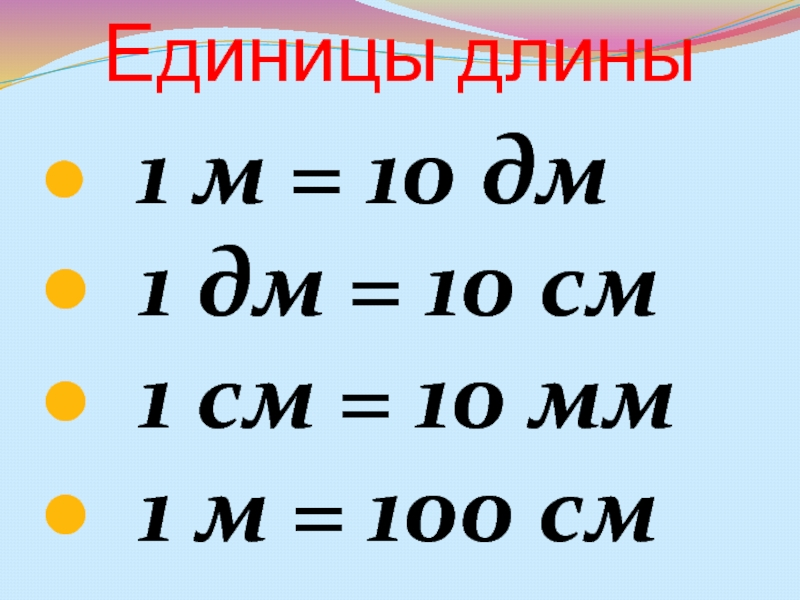 Единицы длины
1 м = 10 дм
1 дм = 10 см
1 см = 10 мм
1 м = 100 см